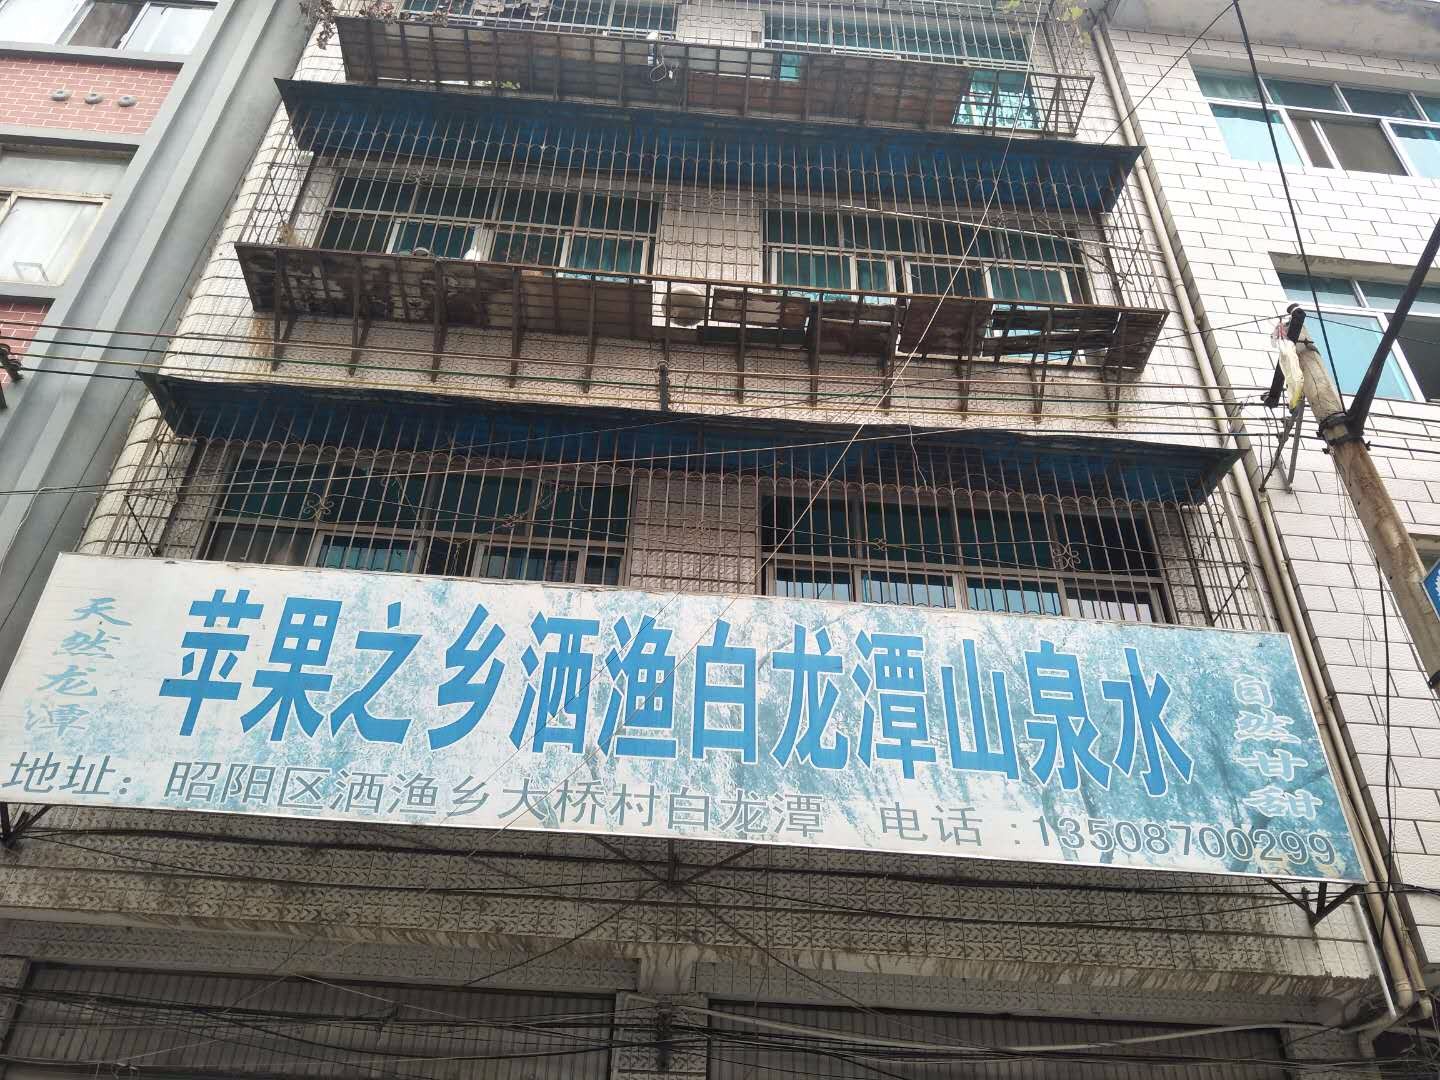 天然龙潭
苹果之乡洒渔白龙潭山泉水
自然甘甜
地址：昭阳区洒渔乡大桥村白龙潭 电话：13508700299